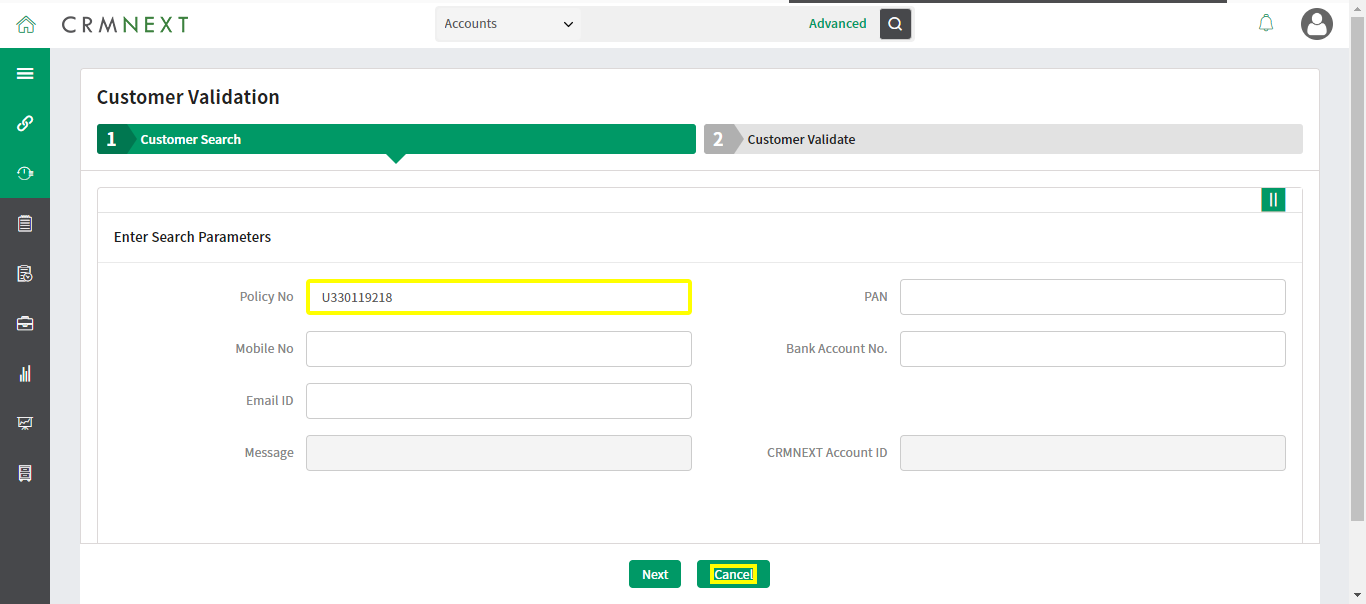 CRMNEXT
Accounts
Advanced
Customer Validation
1 Customer Search
2 Customer Validate
Enter Search Parameters
Policy No U330119218
PAN
Mobile No
Bank Account No.
Email ID
Message
CRMNEXT Account ID
Next
Cancel